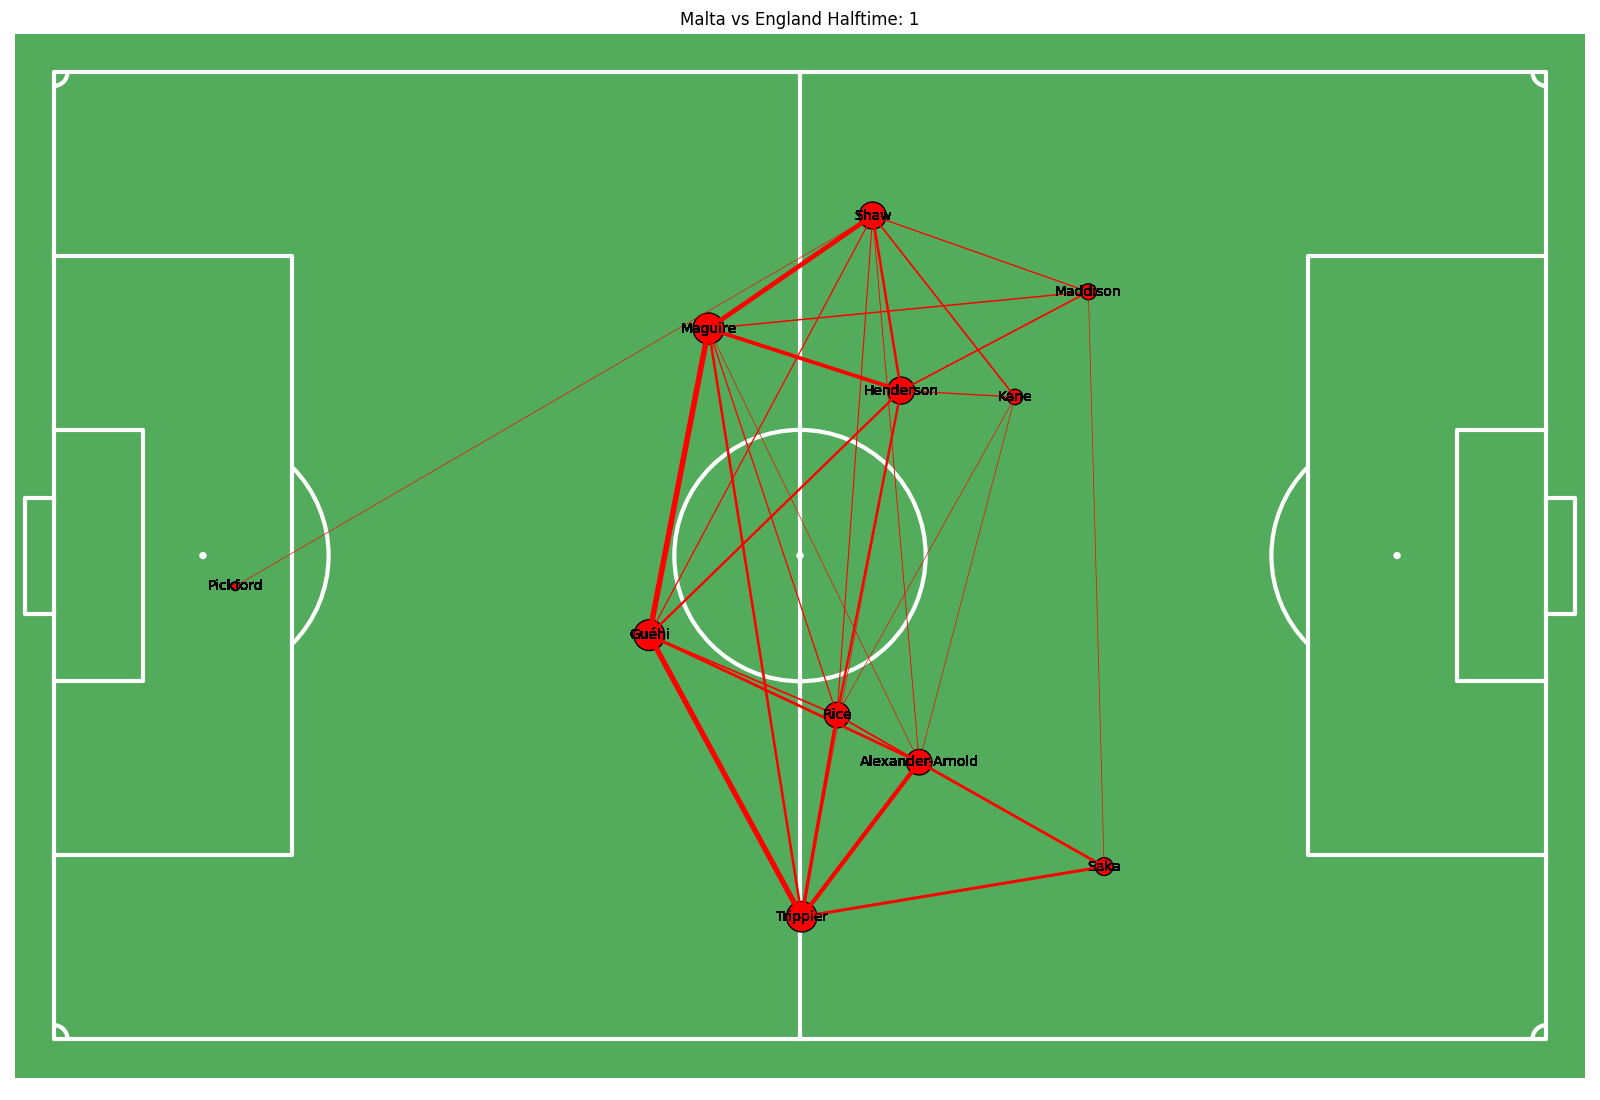 Malta vs England Halftime: 1
Shaw
Maddison
Maguire
Henderson
Kane
Pickford
Guéhi
Rice
Alexander-Arnold
Saka
Trippier